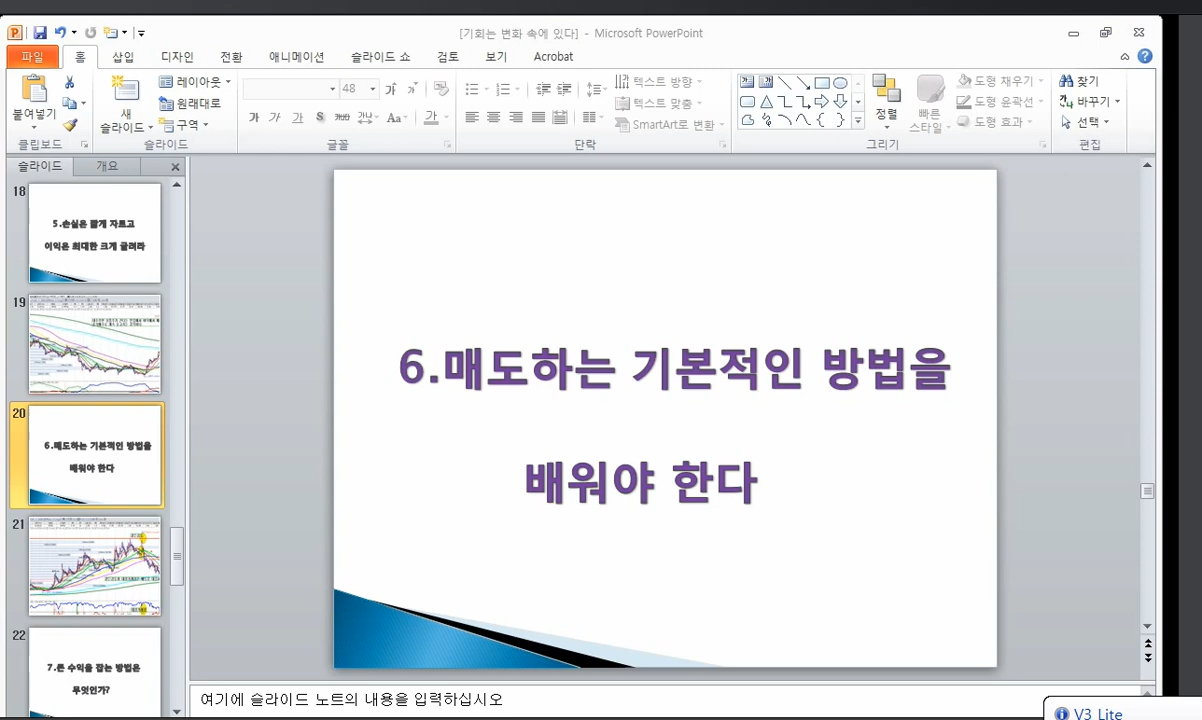 [기회는 변화 속에 있다] - Microsoft PowerPoint
파일 홈 삽입 디자인 전환 애니메이션 슬라이드 쇼 검토 보기 Acrobat
붙여넣기
클립보드
새 슬라이드
레이아웃
원래대로
구역
슬라이드
48
가 가 가 S 가나 간 Aa 가
글꼴
텍스트 방향
텍스트 맞춤
SmartArt로 변환
단락
정렬
빠른 스타일
도형 채우기
도형 윤곽선
도형 효과
그리기
찾기
바꾸기
선택
편집
슬라이드 개요
18
5.손실은 짧게 자르고
이익은 최대한 크게 굴려라
19
20
6.매도하는 기본적인 방법을
배워야 한다
21
22
7.큰 수익을 잡는 방법은
무엇인가?
6.매도하는 기본적인 방법을
배워야 한다
여기에 슬라이드 노트의 내용을 입력하십시오
V3 Lite